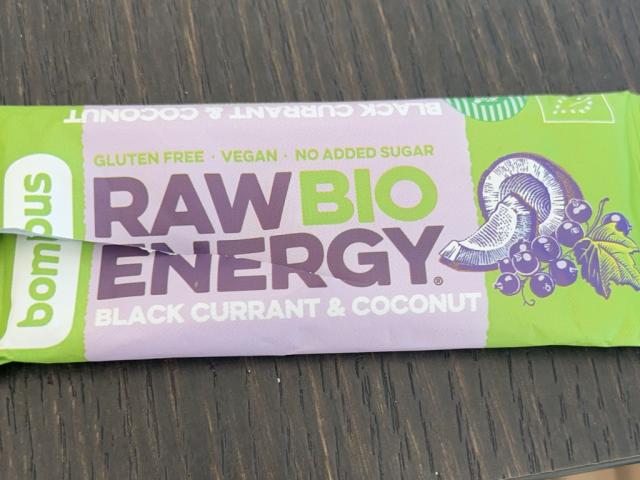 BLACK CURRANT & COCONUT
GLUTEN FREE · VEGAN · NO ADDED SUGAR
RAW BIO
ENERGY®
BLACK CURRANT & COCONUT
bombus